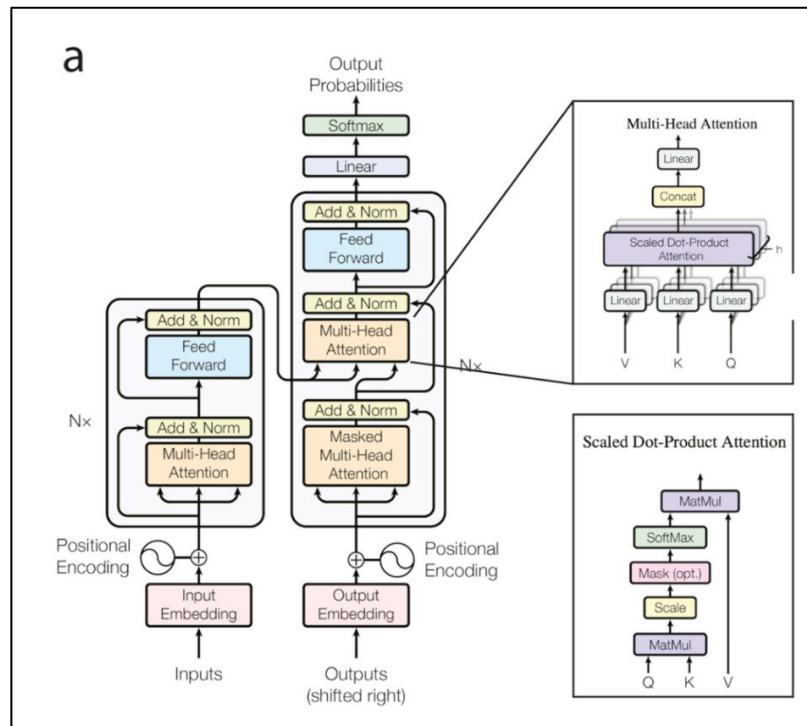 a
Output
Probabilities
Softmax
Linear
Add & Norm
Feed
Forward
Add & Norm
Multi-Head
Attention
Nx
Add & Norm
Masked
Multi-Head
Attention
Positional
Encoding
Output
Embedding
Outputs
(shifted right)
Add & Norm
Feed
Forward
Nx
Add & Norm
Multi-Head
Attention
Positional
Encoding
Input
Embedding
Inputs
Multi-Head Attention
Linear
Concat
Scaled Dot-Product
Attention
h
Linear Linear Linear
V K Q
Scaled Dot-Product Attention
MatMul
SoftMax
Mask (opt.)
Scale
MatMul
Q K V